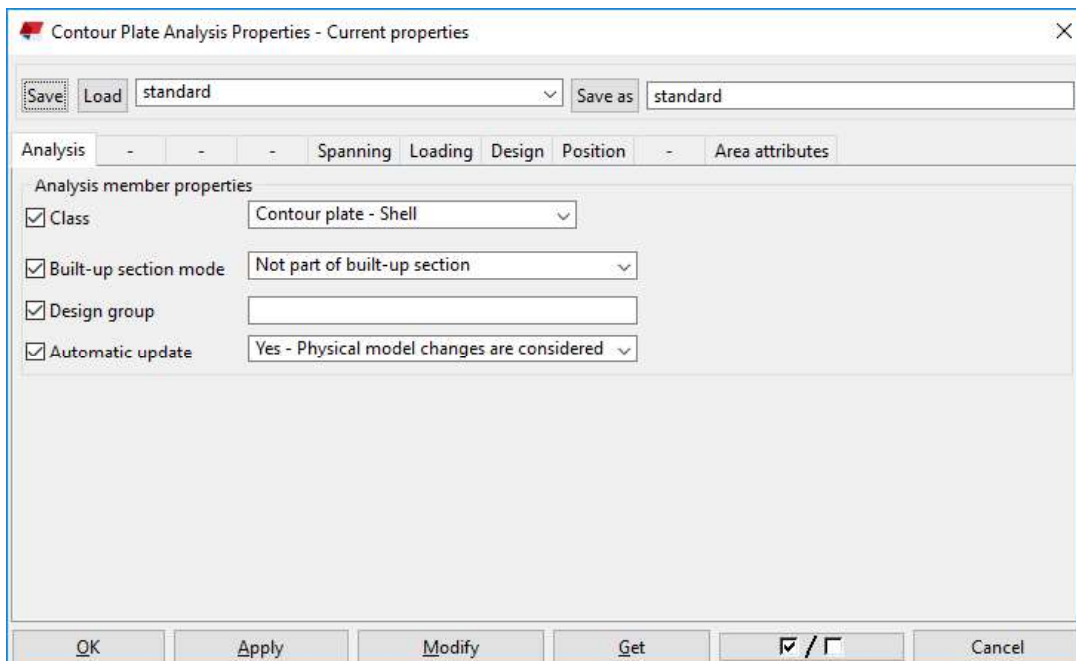 Contour Plate Analysis Properties - Current properties
Save Load standard Save as standard
Analysis - - - Spanning Loading Design Position - Area attributes
Analysis member properties
Class Contour plate - Shell
Built-up section mode Not part of built-up section
Design group
Automatic update Yes - Physical model changes are considered
OK Apply Modify Get / Cancel